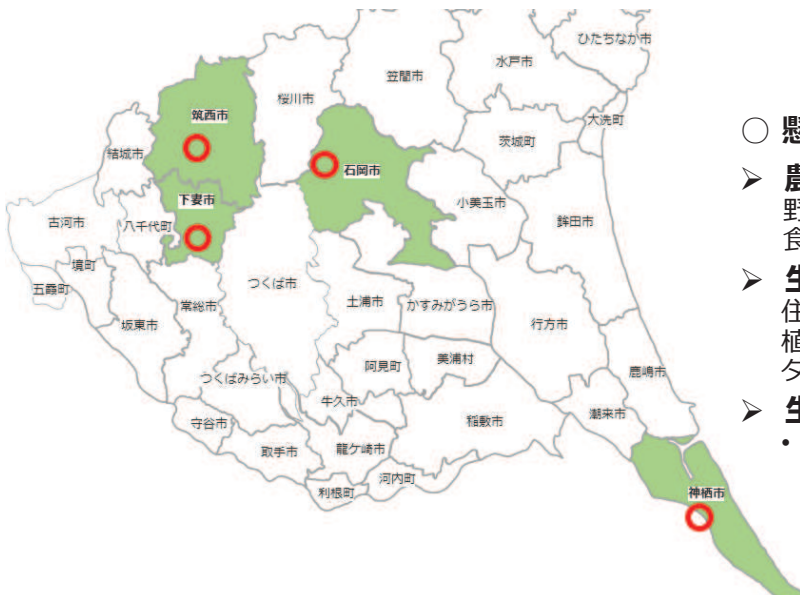 ひたちなか市
水戸市
笠間市
桜川市
筑西市
大洗町
茨城町
結城市
石岡市
下妻市
小美玉市
古河市
八千代町
鉾田市
境町
五霞町
つくば市
常総市
土浦市
かすみがうら市
坂東市
行方市
阿見町
美浦村
つくばみらい市
鹿嶋市
牛久市
守谷市
稲敷市
潮来市
取手市
龍ケ崎市
河内町
利根町
神栖市
○ 懸
➢ 農
野
食
➢ 生
住
植
タ
➢ 生
・